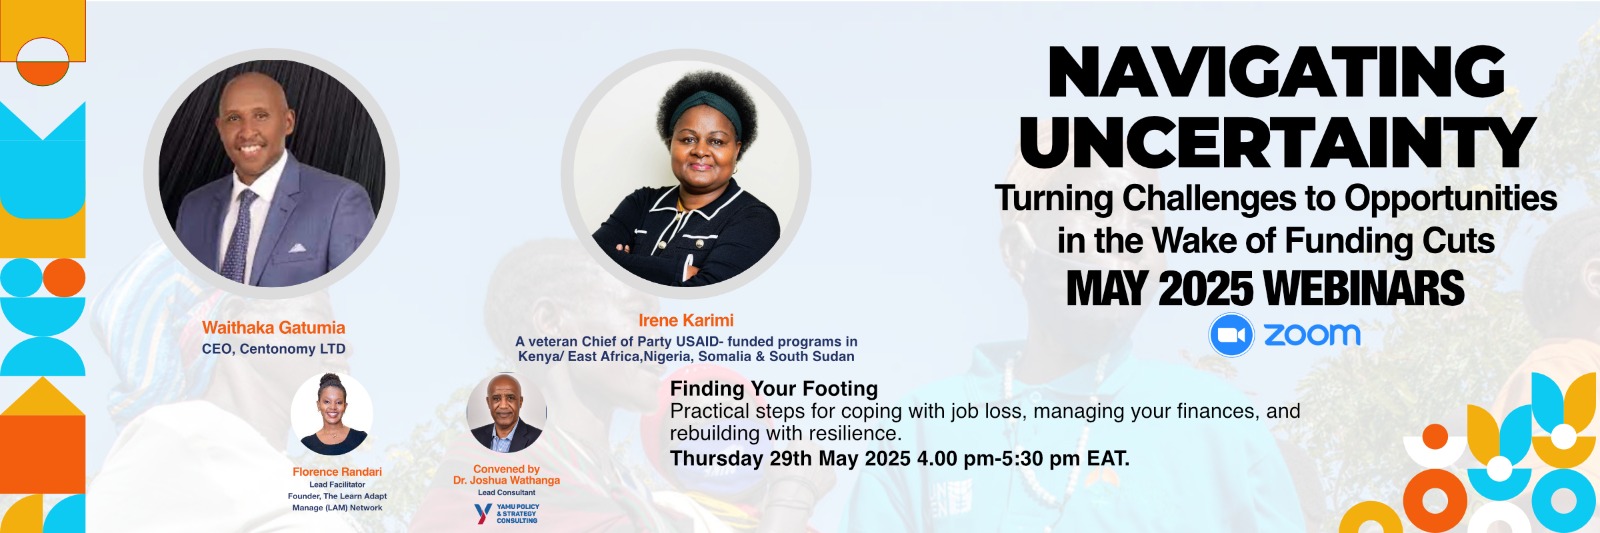 NAVIGATING
UNCERTAINTY
Turning Challenges to Opportunities
in the Wake of Funding Cuts
MAY 2025 WEBINARS
zoom
Waithaka Gatumia
CEO, Centonomy LTD
Irene Karimi
A veteran Chief of Party USAID- funded programs in
Kenya/ East Africa,Nigeria, Somalia & South Sudan
Finding Your Footing
Practical steps for coping with job loss, managing your finances, and
rebuilding with resilience.
Thursday 29th May 2025 4.00 pm-5:30 pm EAT.
Florence Randari
Lead Facilitator
Founder, The Learn Adapt
Manage (LAM) Network
Convened by
Dr. Joshua Wathanga
Lead Consultant
YAHU POLICY
& STRATEGY
CONSULTING